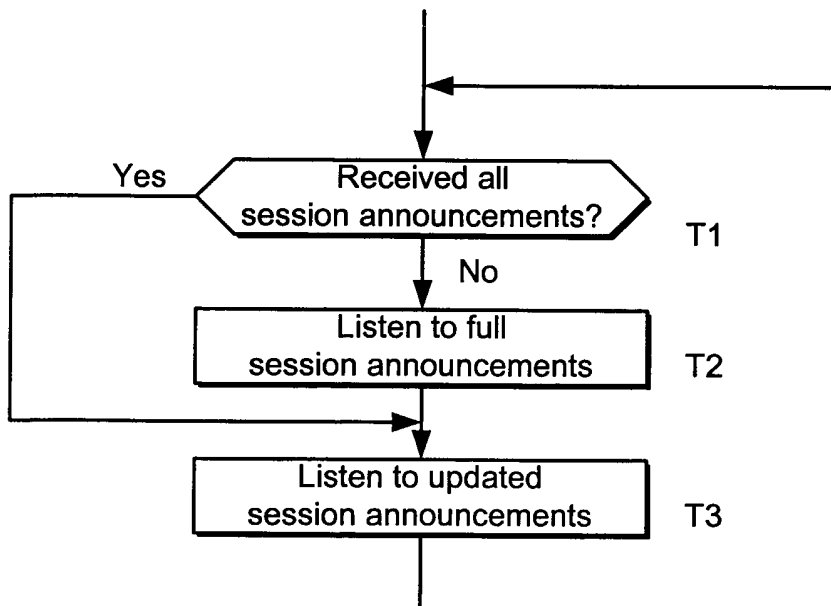 Yes
Received all
session announcements?
T1
No
Listen to full
session announcements
T2
Listen to updated
session announcements
T3